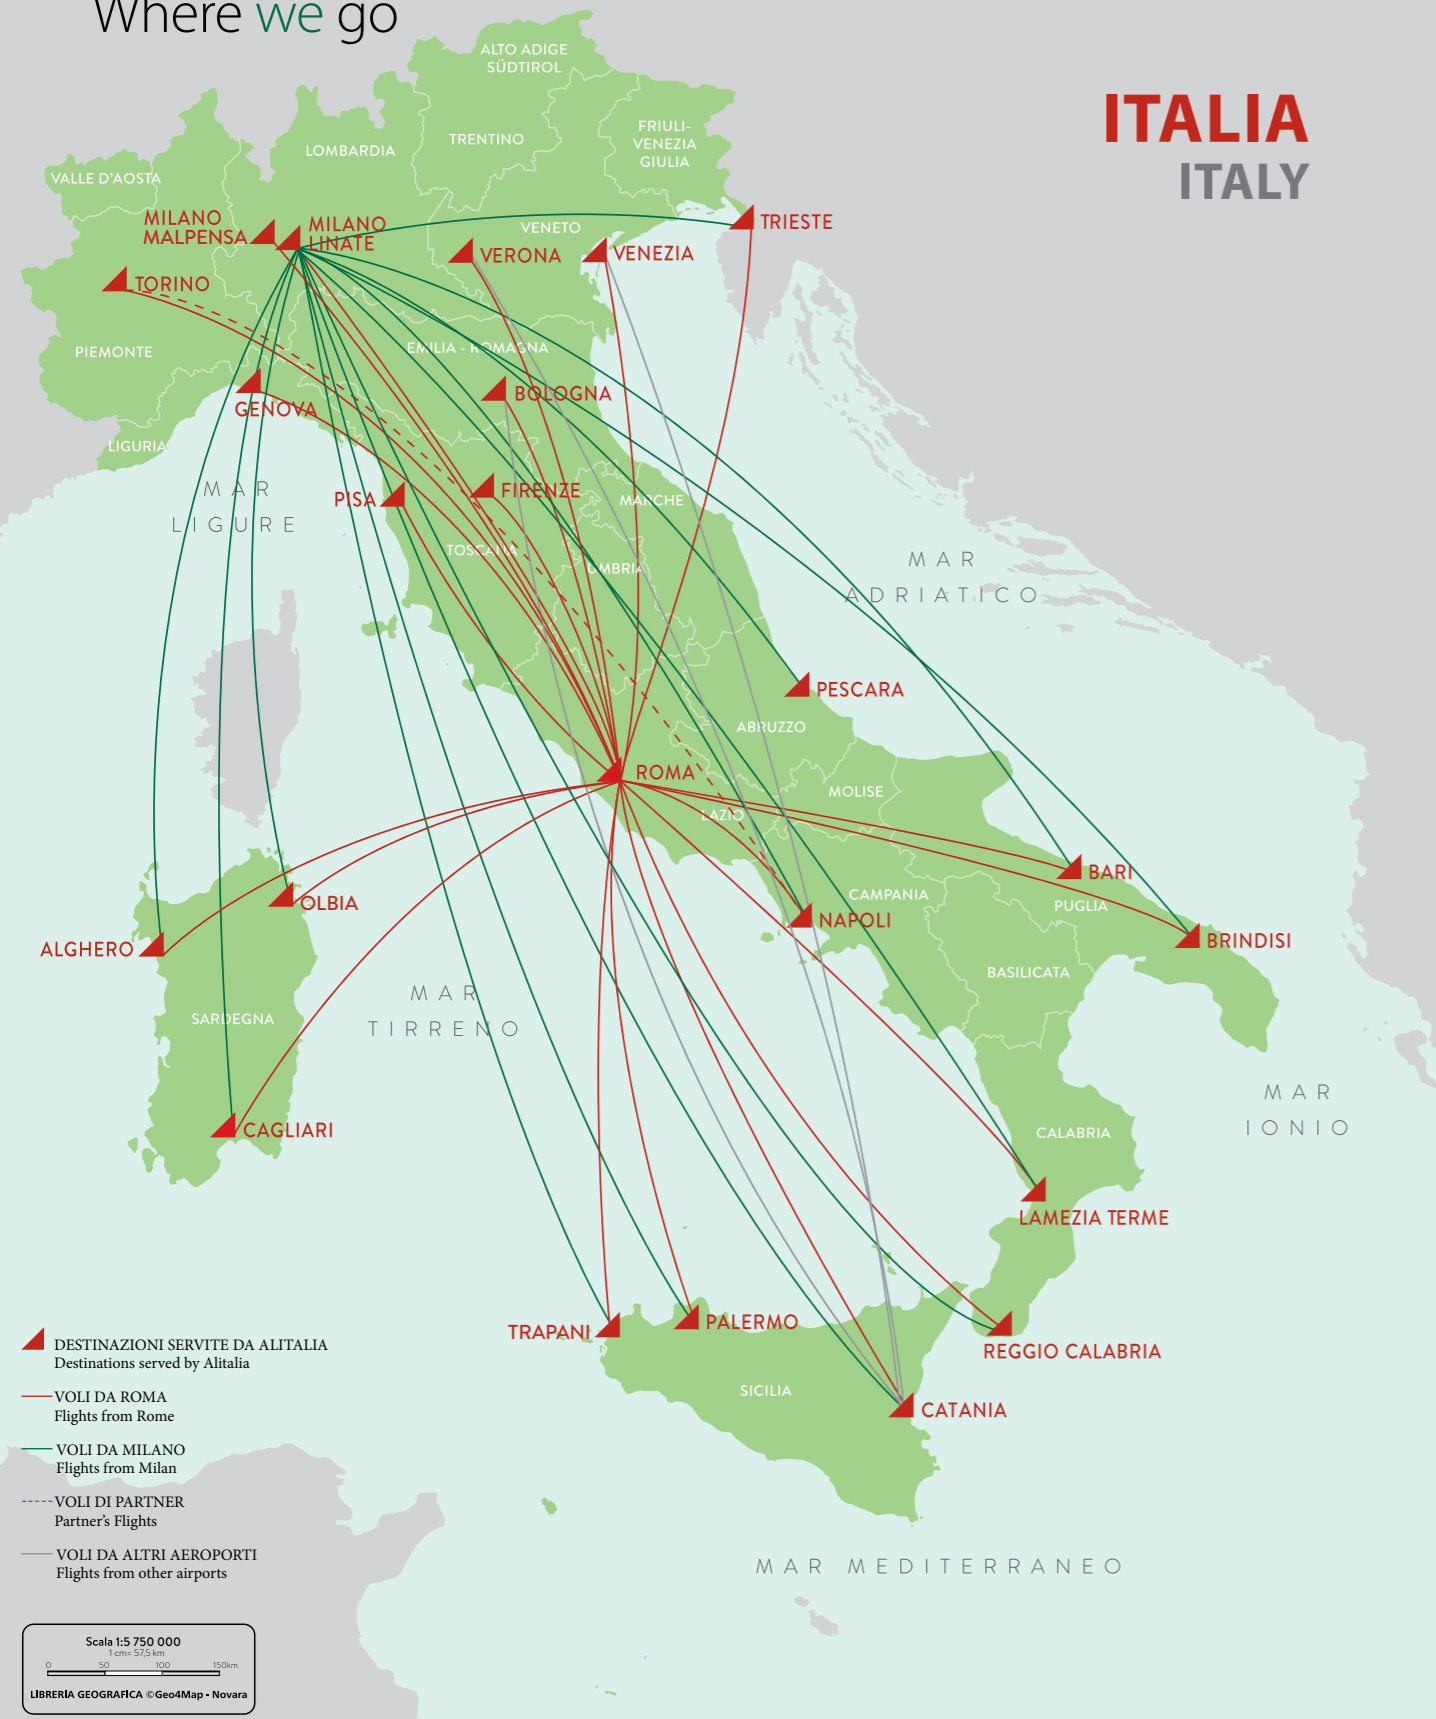 Where we go
ITALIA
ITALY
ALTO ADIGE
SÜDTIROL
TRENTINO
FRIULI-
VENEZIA
GIULIA
LOMBARDIA
VALLE D'AOSTA
MILANO
MALPENSA
MILANO
LINATE
VENETO
TRIESTE
VERONA
VENEZIA
TORINO
PIEMONTE
EMILIA - ROMAGNA
BOLOGNA
GENOVA
LIGURIA
MAR
LIGURE
PISA
FIRENZE
MARCHE
TOSCANA
UMBRIA
MAR
ADRIATICO
PESCARA
ABRUZZO
ROMA
MOLISE
LAZIO
BARI
CAMPANIA
PUGLIA
OLBIA
NAPOLI
BRINDISI
ALGHERO
BASILICATA
MAR
TIRRENO
SARDEGNA
MAR
IONIO
CAGLIARI
CALABRIA
LAMEZIA TERME
TRAPANI
PALERMO
REGGIO CALABRIA
SICILIA
CATANIA
DESTINAZIONI SERVITE DA ALITALIA
Destinations served by Alitalia
VOLI DA ROMA
Flights from Rome
VOLI DA MILANO
Flights from Milan
VOLI DI PARTNER
Partner's Flights
VOLI DA ALTRI AEROPORTI
Flights from other airports
MAR MEDITERRANEO
Scala 1:5 750 000
1 cm= 57,5 km
0 50 100 150km
LIBRERIA GEOGRAFICA ©Geo4Map - Novara